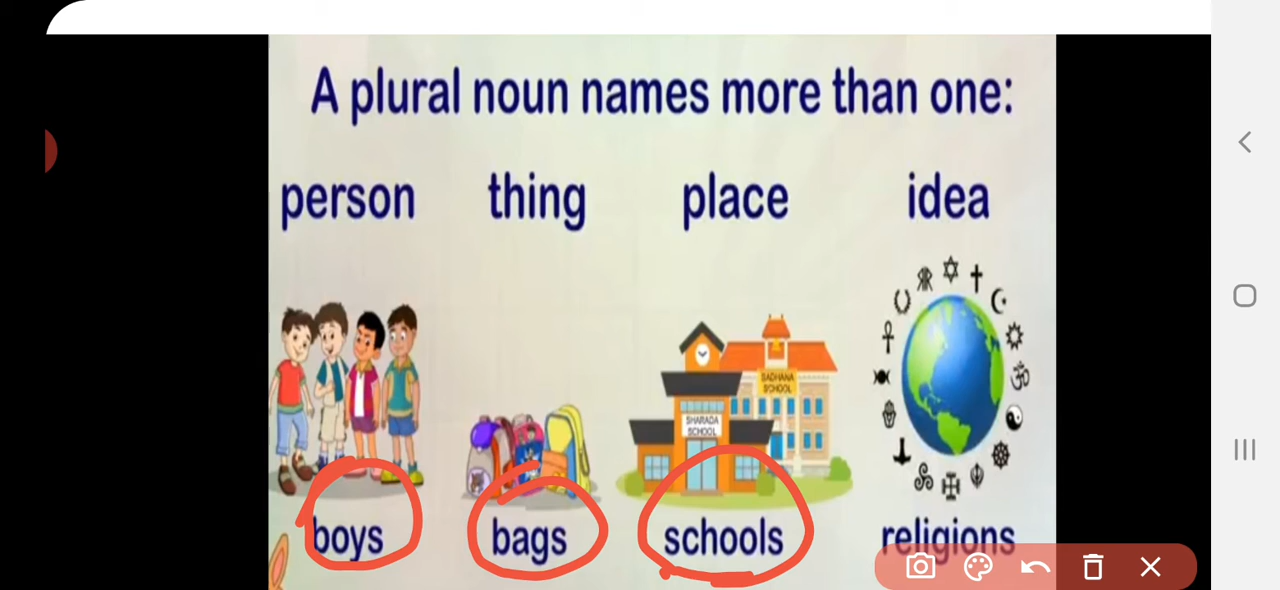 A plural noun names more than one:
person thing place idea
SADHANA
SCHOOL
SHARADA
SCHOOL
boys bags schools religions